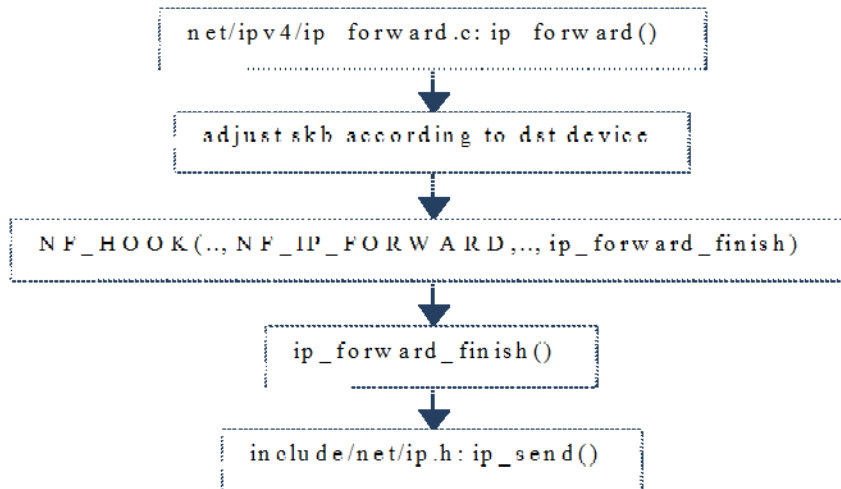 net/ipv4/ip forward.c: ip forward()
adjust skb according to dst device
NF_HOOK(.., NF_IP_FORWARD,.., ip_forward_finish)
ip_forward_finish()
include/net/ip.h: ip_send()